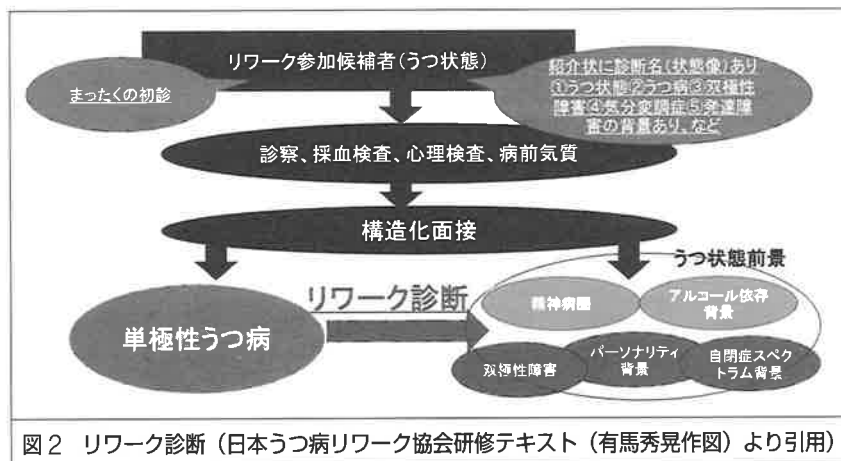 リワーク参加候補者（うつ状態）
まったくの初診
紹介状に診断名（状態像）あり
①うつ状態②うつ病③双極性
障害④気分変調症⑤発達障
害の背景あり、など
診察、採血検査、心理検査、病前気質
構造化面接
うつ状態前景
リワーク診断
単極性うつ病
精神病圏
アルコール依存
背景
双極性障害
パーソナリティ
背景
自閉症スペク
トラム背景
図2　リワーク診断（日本うつ病リワーク協会研修テキスト（有馬秀晃作図）より引用）